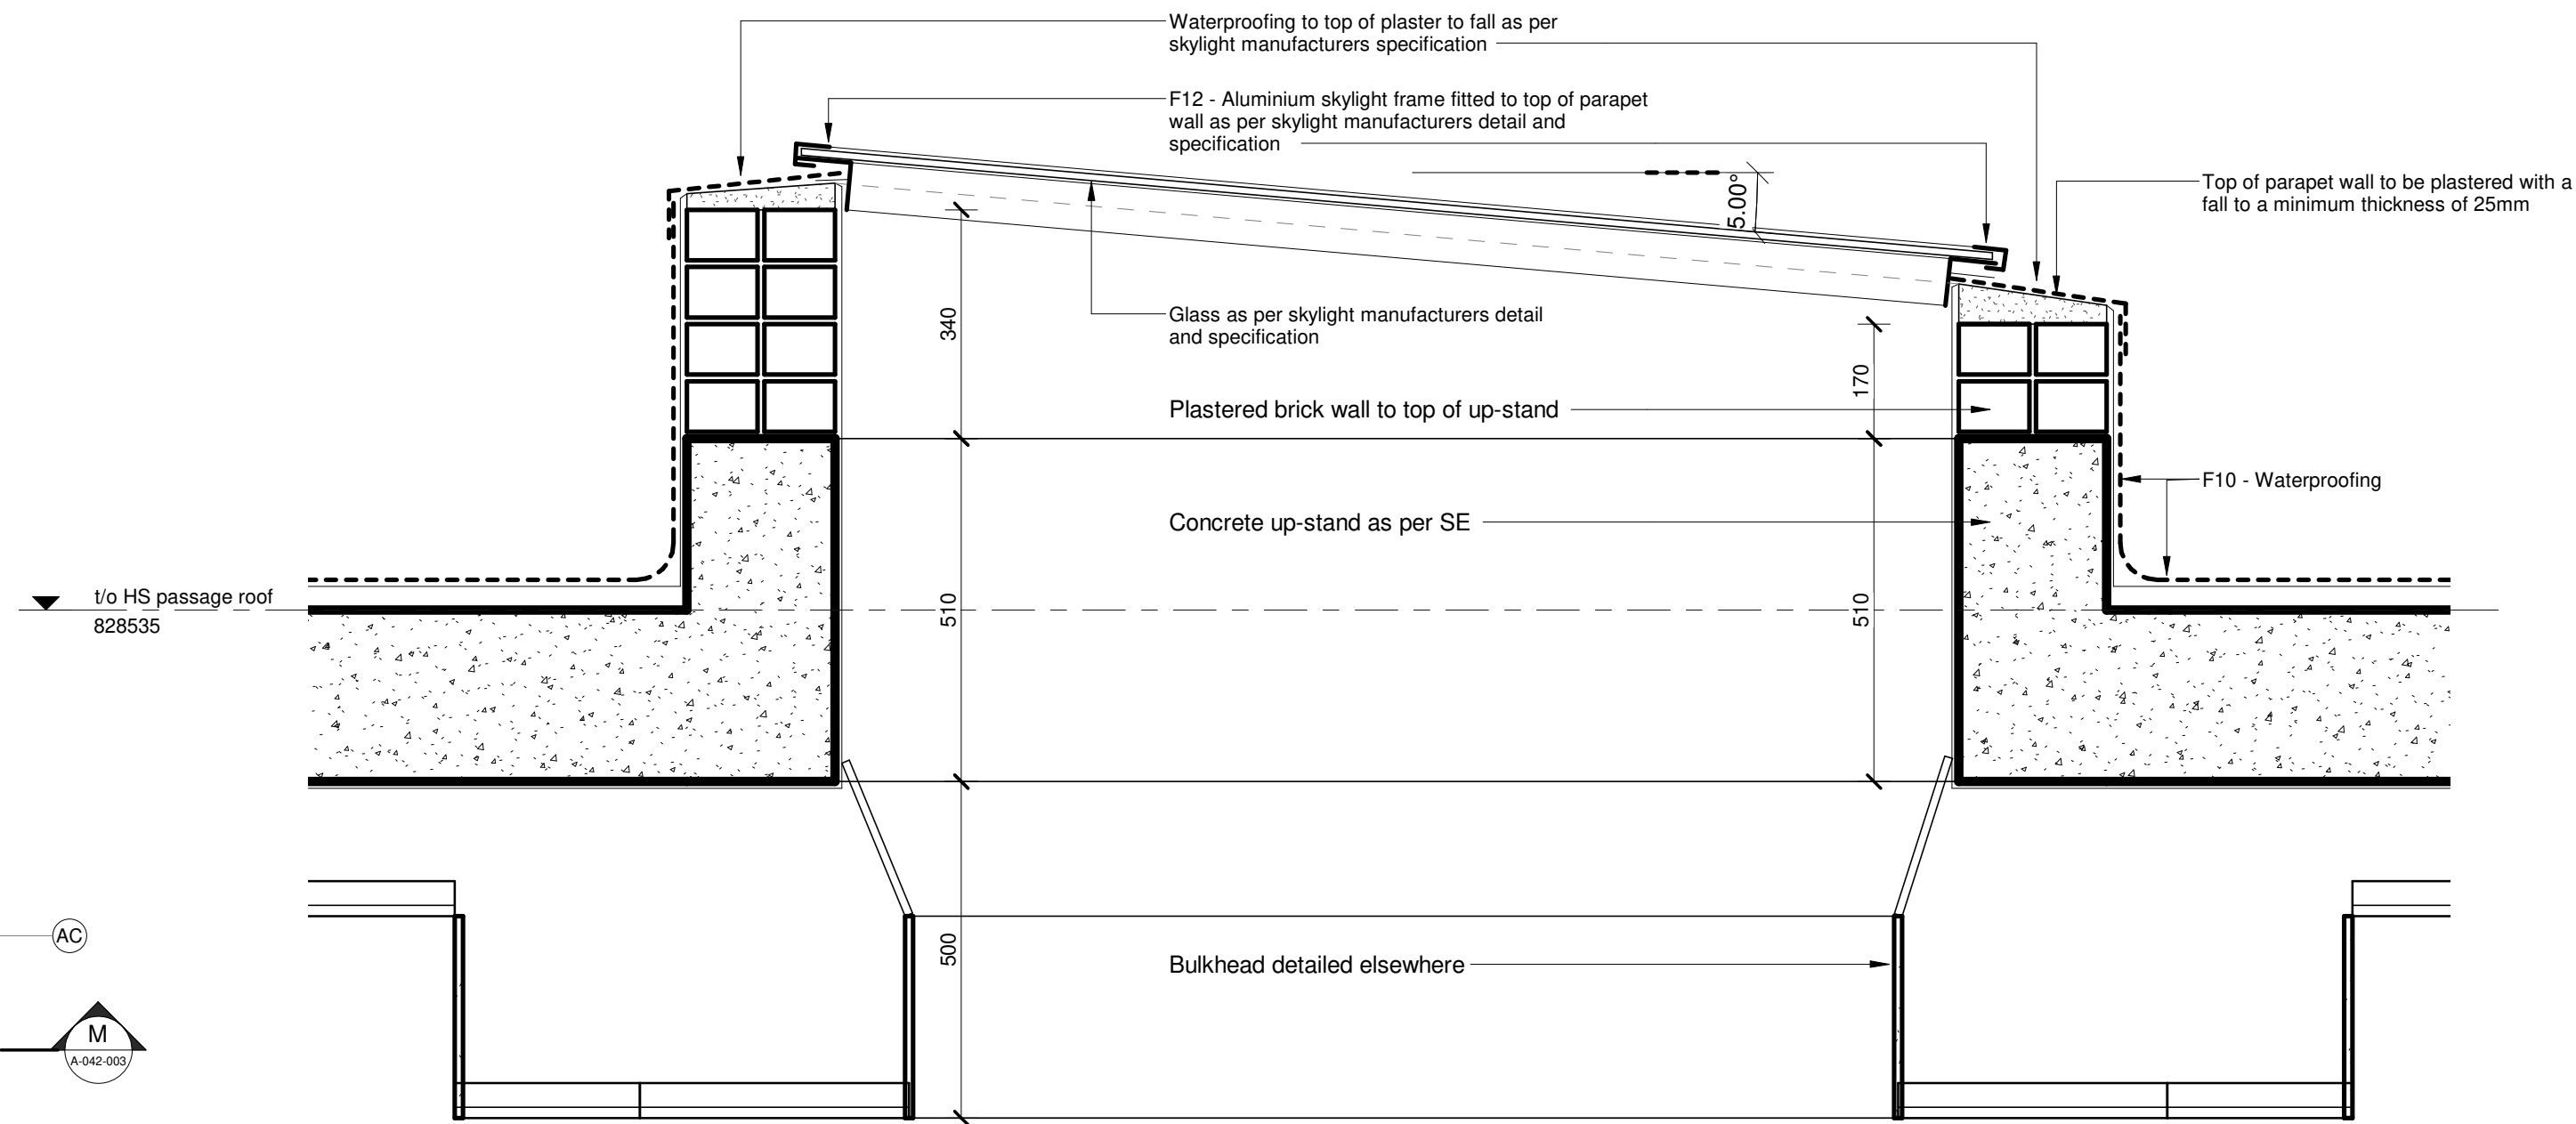 Waterproofing to top of plaster to fall as per
skylight manufacturers specification
F12 - Aluminium skylight frame fitted to top of parapet
wall as per skylight manufacturers detail and
specification
5.00°
Top of parapet wall to be plastered with a
fall to a minimum thickness of 25mm
Glass as per skylight manufacturers detail
and specification
340
170
Plastered brick wall to top of up-stand
F10 - Waterproofing
Concrete up-stand as per SE
t/o HS passage roof
828535
510
510
AC
500
Bulkhead detailed elsewhere
M
A-042-003